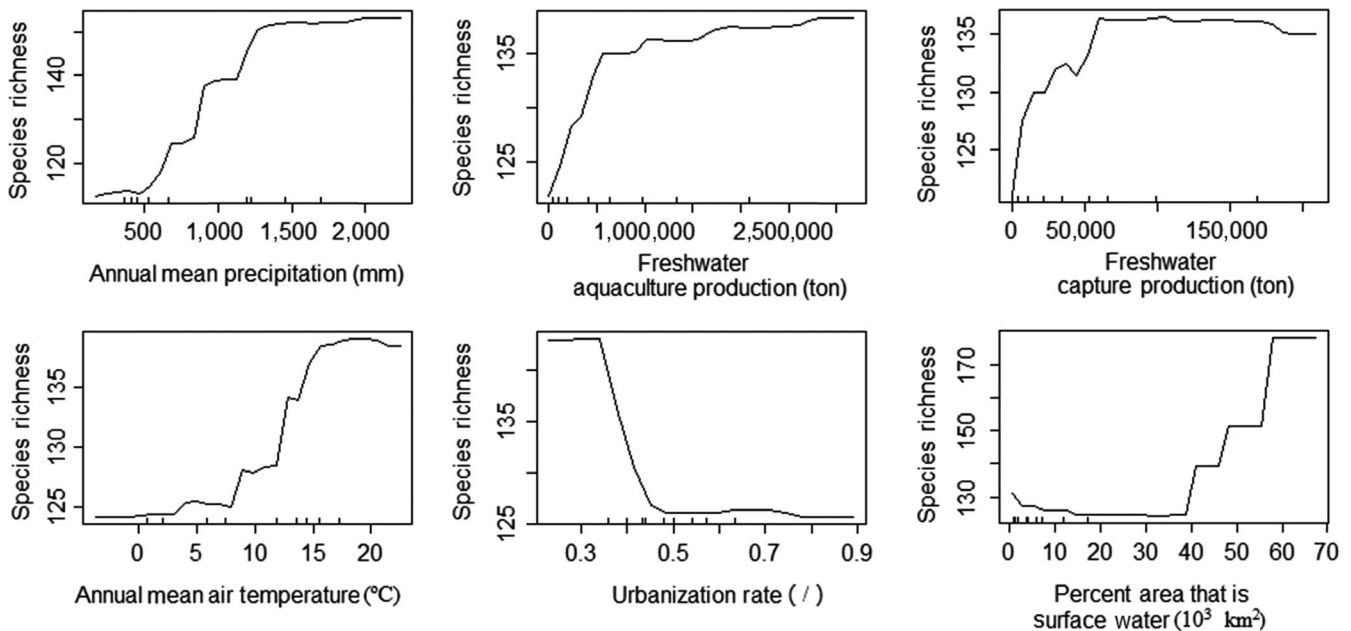 Species richness
140
120
500 1,000 1,500 2,000
Annual mean precipitation (mm)
Species richness
135
125
0 1,000,000 2,500,000
Freshwater
aquaculture production (ton)
Species richness
135
130
125
0 50,000 150,000
Freshwater
capture production (ton)
Species richness
135
130
125
0 5 10 15 20
Annual mean air temperature (ºC)
Species richness
135
125
0.3 0.5 0.7 0.9
Urbanization rate ( / )
Species richness
170
150
130
0 10 20 30 40 50 60 70
Percent area that is
surface water (10³ km²)